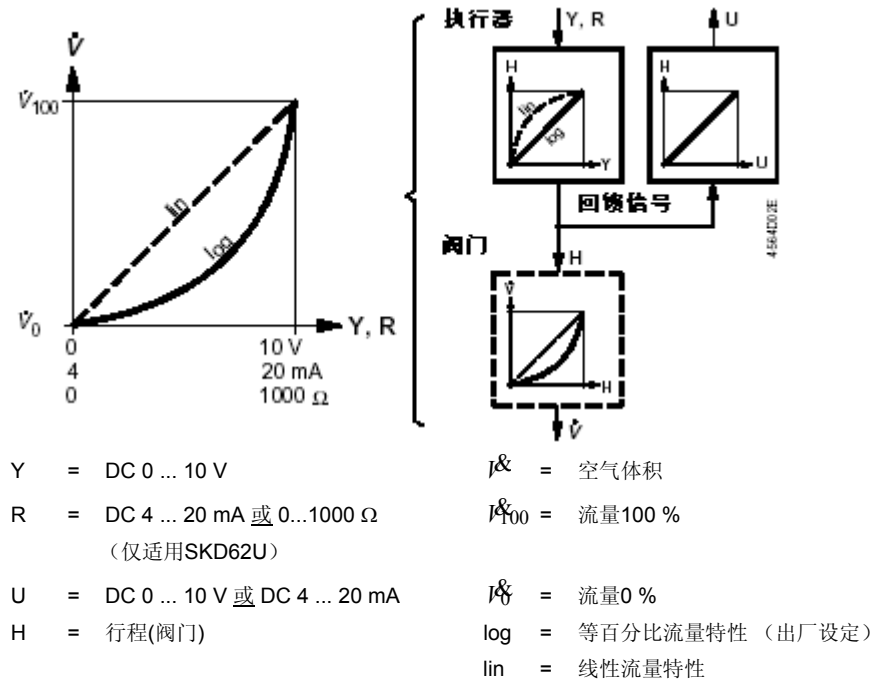 V̇
V̇100
V̇0
lin
log
0
4
0
10 V
20 mA
1000 Ω
Y, R
执行器
Y, R
U
H
lin
log
Y
H
U
回馈信号
4564D02E
阀门
H
V̇
H
V̇
Y = DC 0 ... 10 V
V& = 空气体积
R = DC 4 ... 20 mA 或 0...1000 Ω
V&100 = 流量100 %
（仅适用SKD62U）
U = DC 0 ... 10 V 或 DC 4 ... 20 mA
V&0 = 流量0 %
H = 行程(阀门)
log = 等百分比流量特性 （出厂设定）
lin = 线性流量特性